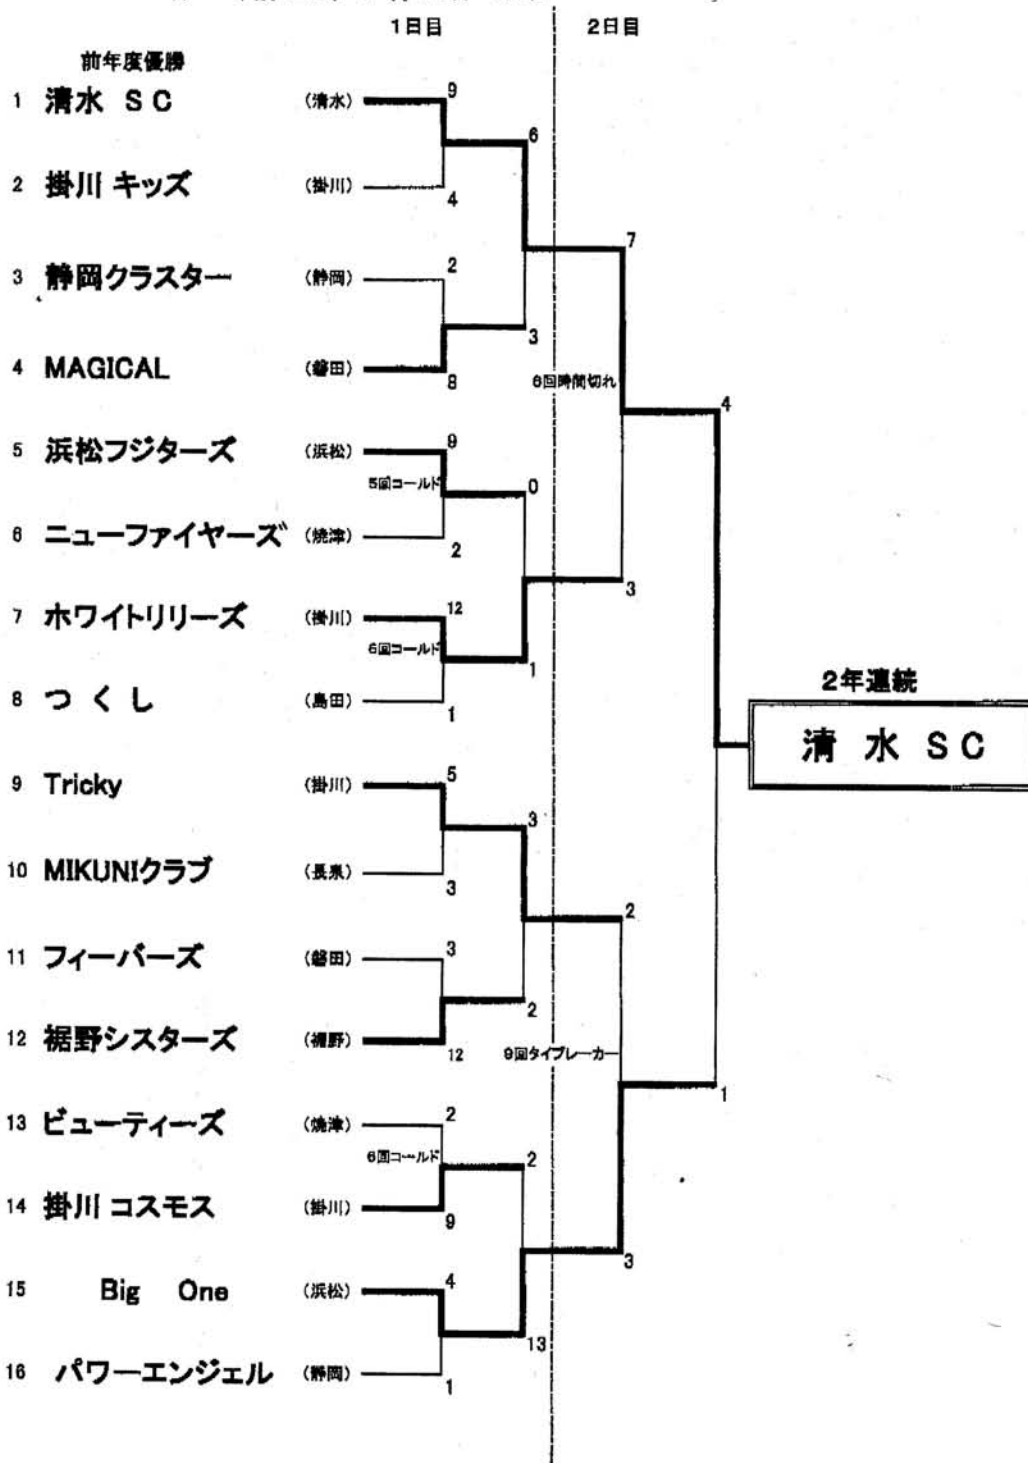 1日目 2日目
前年度優勝
1 清水 SC (清水) 9
6
2 掛川 キッズ (掛川) 4
7
3 静岡クラスター (静岡) 2
3
4 MAGICAL (磐田) 8
6回時間切れ
4
5 浜松フジターズ (浜松) 9
5回コールド
0
6 ニューファイヤーズ (焼津) 2
3
7 ホワイトリリーズ (掛川) 12
6回コールド
1
8 つくし (島田) 1
2年連続
清水 SC
9 Tricky (掛川) 5
3
10 MIKUNIクラブ (長泉) 3
2
11 フィーバーズ (磐田) 3
2
12 裾野シスターズ (裾野) 12
9回タイブレーカー
1
13 ビューティーズ (焼津) 2
6回コールド
2
14 掛川 コスモス (掛川) 9
3
15 Big One (浜松) 4
13
16 パワーエンジェル (静岡) 1